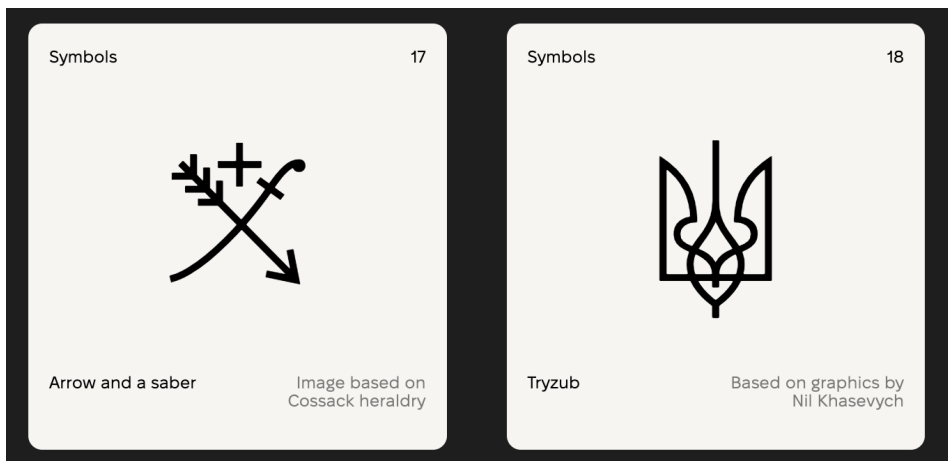 Symbols
17
Arrow and a saber
Image based on
Cossack heraldry
Symbols
18
Tryzub
Based on graphics by
Nil Khasevych